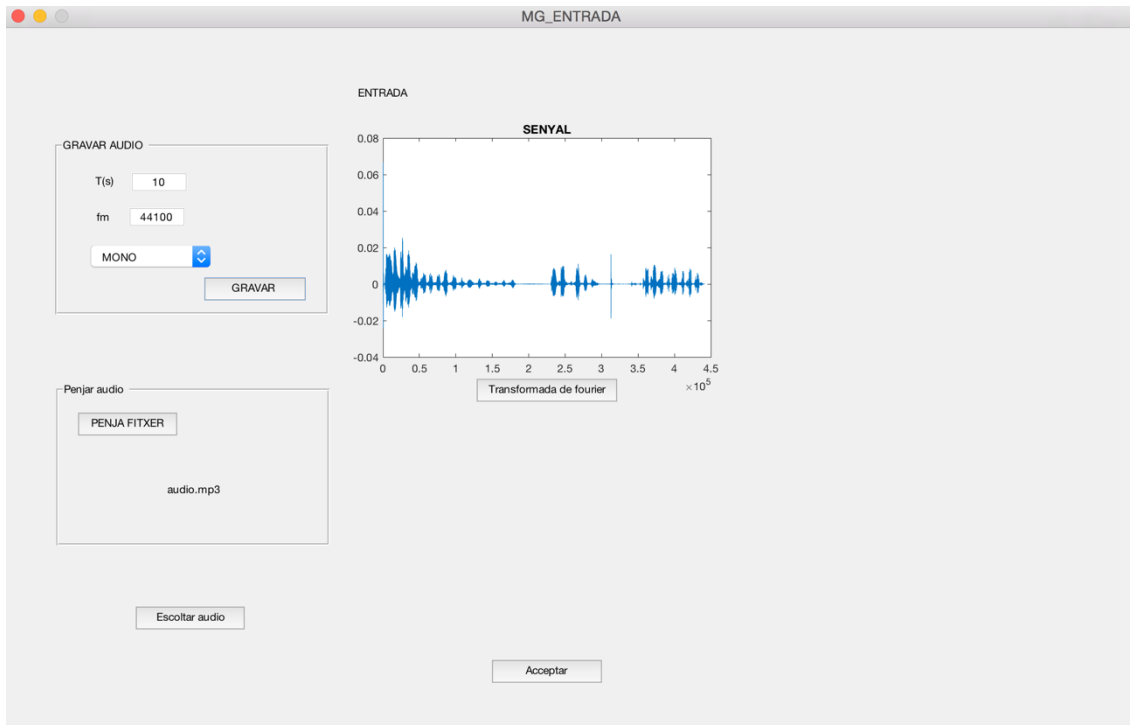 MG_ENTRADA
ENTRADA
GRAVAR AUDIO
T(s) 10
fm 44100
MONO
GRAVAR
SENYAL
0.08
0.06
0.04
0.02
0
-0.02
-0.04
0 0.5 1 1.5 2 2.5 3 3.5 4 4.5
×10^5
Transformada de fourier
Penjar audio
PENJA FITXER
audio.mp3
Escoltar audio
Acceptar